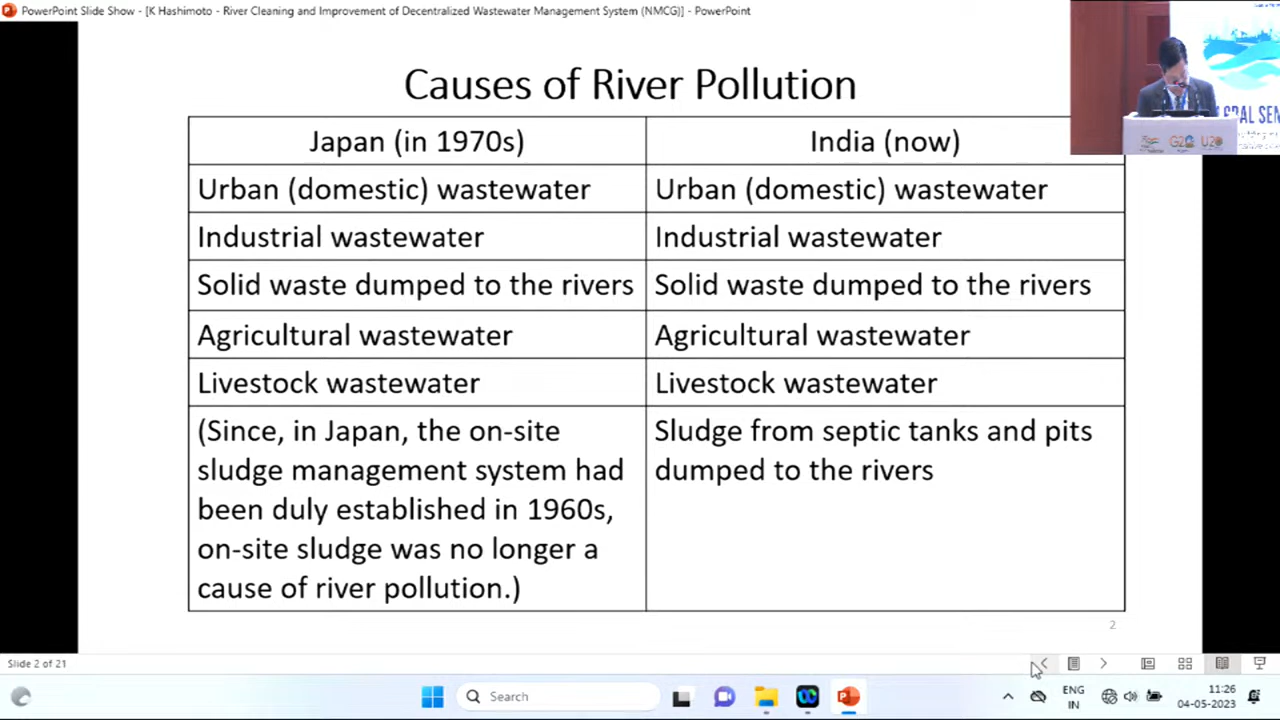 PowerPoint Slide Show - [K Hashimoto - River Cleaning and Improvement of Decentralized Wastewater Management System (NMCG)] - PowerPoint
Causes of River Pollution
Japan (in 1970s)
India (now)
Urban (domestic) wastewater
Urban (domestic) wastewater
Industrial wastewater
Industrial wastewater
Solid waste dumped to the rivers
Solid waste dumped to the rivers
Agricultural wastewater
Agricultural wastewater
Livestock wastewater
Livestock wastewater
(Since, in Japan, the on-site
sludge management system had
been duly established in 1960s,
on-site sludge was no longer a
cause of river pollution.)
Sludge from septic tanks and pits
dumped to the rivers
2
G20
U20
Slide 2 of 21
Search
ENG
IN
11:26
04-05-2023